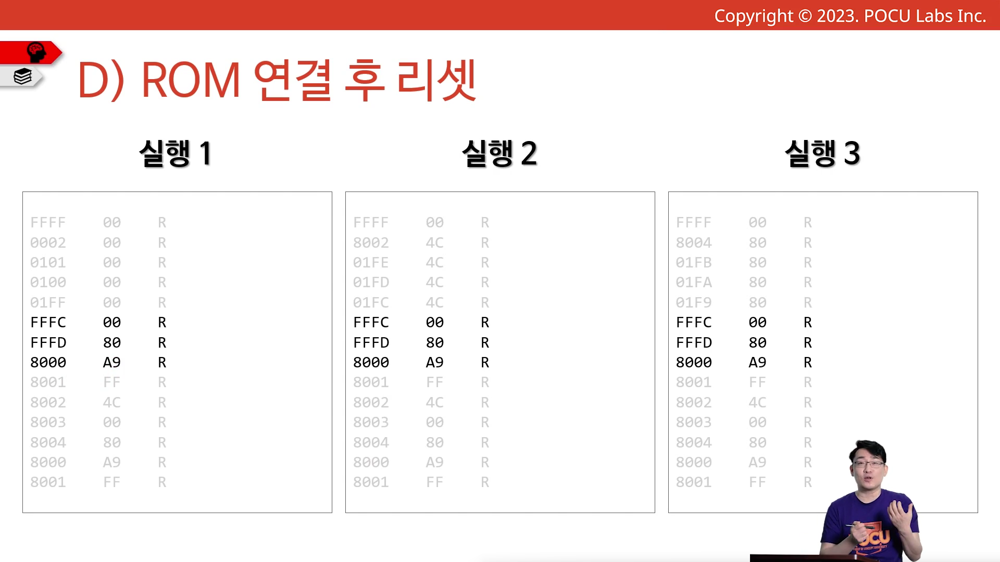 Copyright © 2023. POCU Labs Inc.
D) ROM 연결 후 리셋
실행 1
FFFF 00 R
0002 00 R
0101 00 R
0100 00 R
01FF 00 R
FFFC 00 R
FFFD 80 R
8000 A9 R
8001 FF R
8002 4C R
8003 00 R
8004 80 R
8000 A9 R
8001 FF R
실행 2
FFFF 00 R
8002 4C R
01FE 4C R
01FD 4C R
01FC 4C R
FFFC 00 R
FFFD 80 R
8000 A9 R
8001 FF R
8002 4C R
8003 00 R
8004 80 R
8000 A9 R
8001 FF R
실행 3
FFFF 00 R
8004 80 R
01FB 80 R
01FA 80 R
01F9 80 R
FFFC 00 R
FFFD 80 R
8000 A9 R
8001 FF R
8002 4C R
8003 00 R
8004 80 R
8000 A9 R
8001 FF R